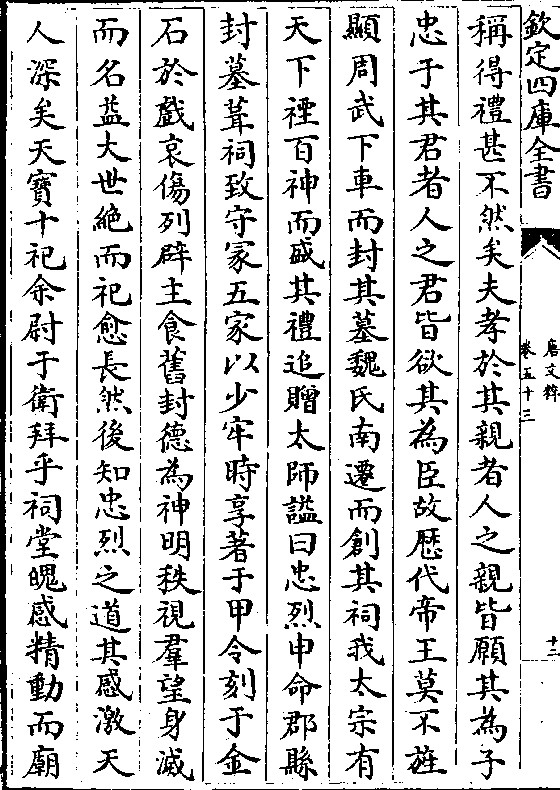 欽定四庫全書
唐文粹
卷五十三
十二
稱得禮甚不然矣夫孝於其親者人之親皆願其為子
忠于其君者人之君皆欲其為臣故歴代帝王莫不旌
顯周武下車而封其墓魏氏南遷而創其祠我太宗有
天下禋百神而盛其禮追贈太師諡曰忠烈申命郡縣
封墓葺祠致守冢五家以少牢時享著于甲令刻于金
石於戲哀傷列辟主食舊封德為神明秩視羣望身滅
而名益大世絶而祀愈長然後知忠烈之道其感激天
人深矣天寳十祀余尉于衛拜乎祠堂魄感精動而廟